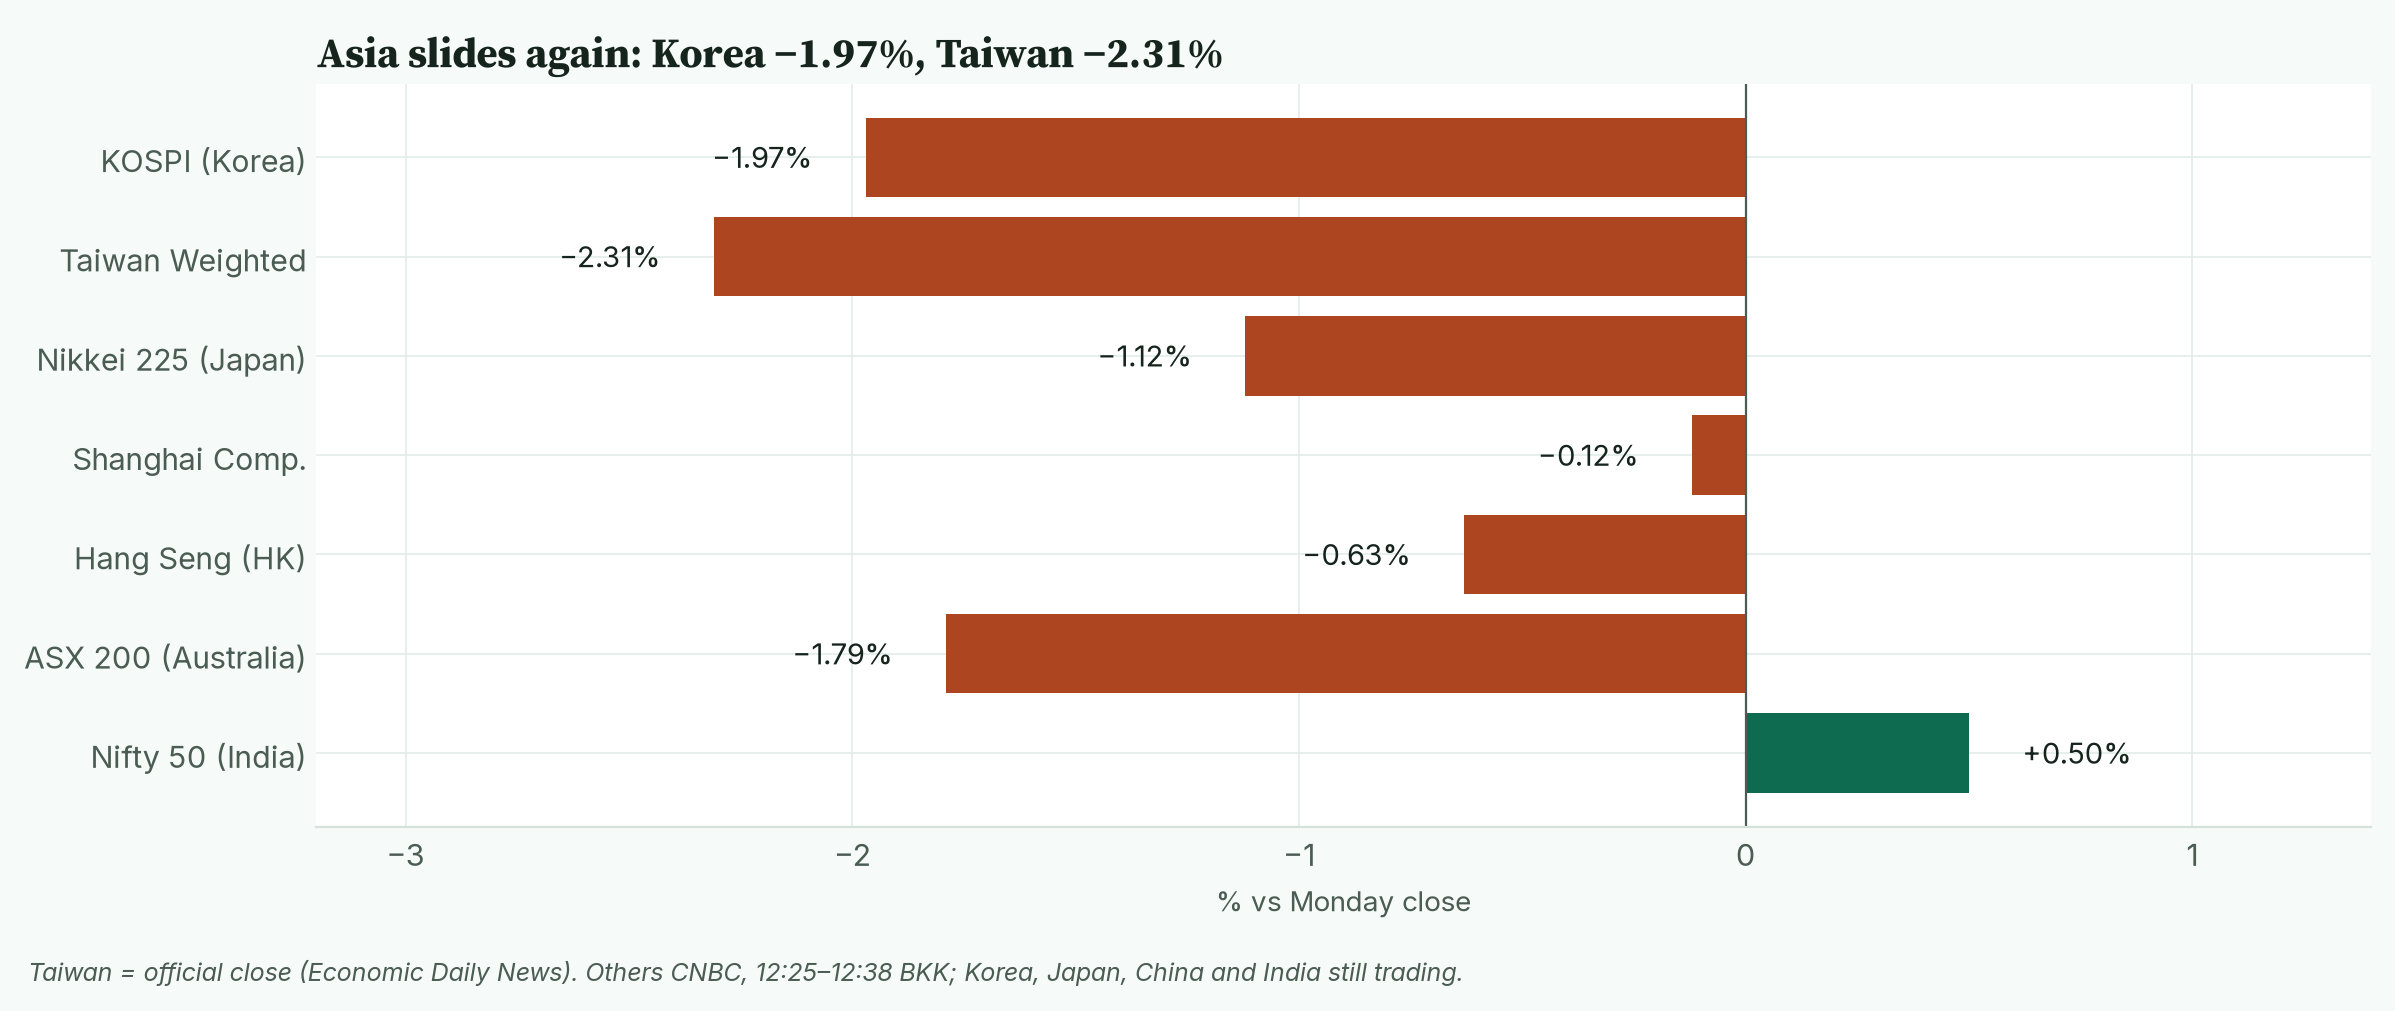 Asia slides again: Korea −1.97%, Taiwan −2.31%
KOSPI (Korea)
−1.97%
Taiwan Weighted
−2.31%
Nikkei 225 (Japan)
−1.12%
Shanghai Comp.
−0.12%
Hang Seng (HK)
−0.63%
ASX 200 (Australia)
−1.79%
Nifty 50 (India)
+0.50%
−3 −2 −1 0 1
% vs Monday close
Taiwan = official close (Economic Daily News). Others CNBC, 12:25–12:38 BKK; Korea, Japan, China and India still trading.